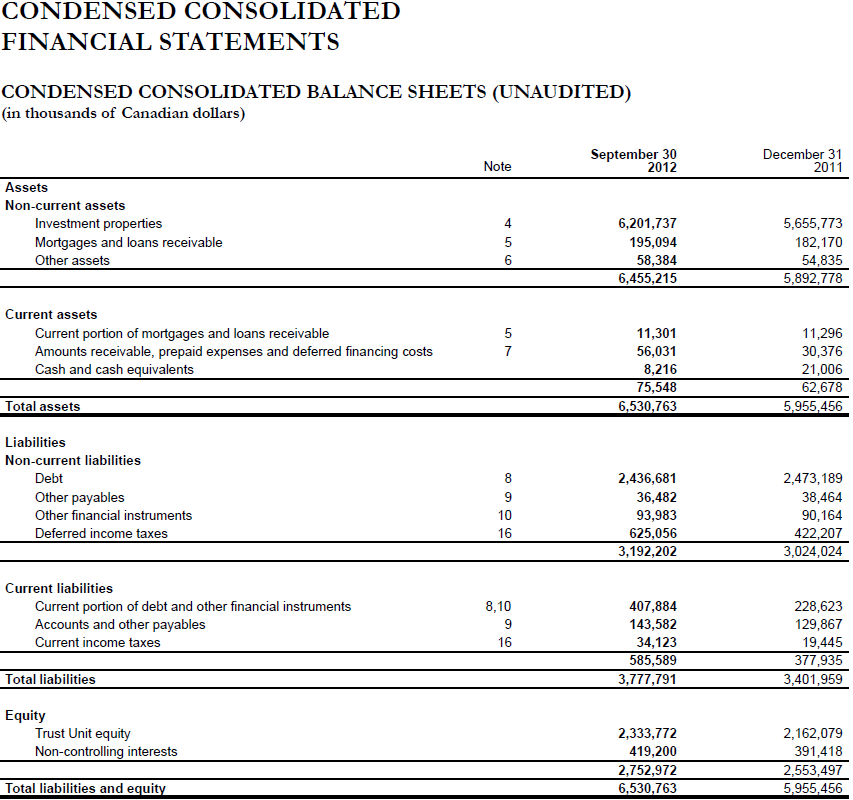 CONDENSED CONSOLIDATED
FINANCIAL STATEMENTS
CONDENSED CONSOLIDATED BALANCE SHEETS (UNAUDITED)
(in thousands of Canadian dollars)
September 30 December 31
Note 2012 2011
Assets
Non-current assets
Investment properties 4 6,201,737 5,655,773
Mortgages and loans receivable 5 195,094 182,170
Other assets 6 58,384 54,835
6,455,215 5,892,778
Current assets
Current portion of mortgages and loans receivable 5 11,301 11,296
Amounts receivable, prepaid expenses and deferred financing costs 7 56,031 30,376
Cash and cash equivalents 8,216 21,006
75,548 62,678
Total assets 6,530,763 5,955,456
Liabilities
Non-current liabilities
Debt 8 2,436,681 2,473,189
Other payables 9 36,482 38,464
Other financial instruments 10 93,983 90,164
Deferred income taxes 16 625,056 422,207
3,192,202 3,024,024
Current liabilities
Current portion of debt and other financial instruments 8,10 407,884 228,623
Accounts and other payables 9 143,582 129,867
Current income taxes 16 34,123 19,445
585,589 377,935
Total liabilities 3,777,791 3,401,959
Equity
Trust Unit equity 2,333,772 2,162,079
Non-controlling interests 419,200 391,418
2,752,972 2,553,497
Total liabilities and equity 6,530,763 5,955,456